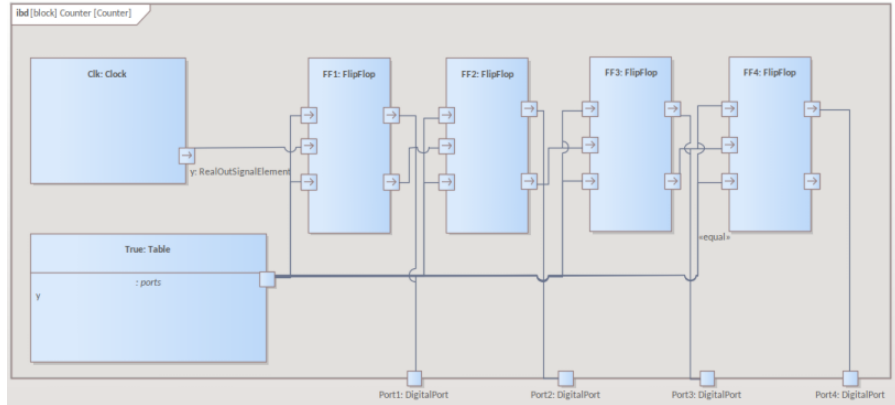 ibd [block] Counter [Counter]
Clk: Clock
FF1: FlipFlop
FF2: FlipFlop
FF3: FlipFlop
FF4: FlipFlop
y: RealOutSignalElement
True: Table
: ports
y
«equal»
Port1: DigitalPort
Port2: DigitalPort
Port3: DigitalPort
Port4: DigitalPort